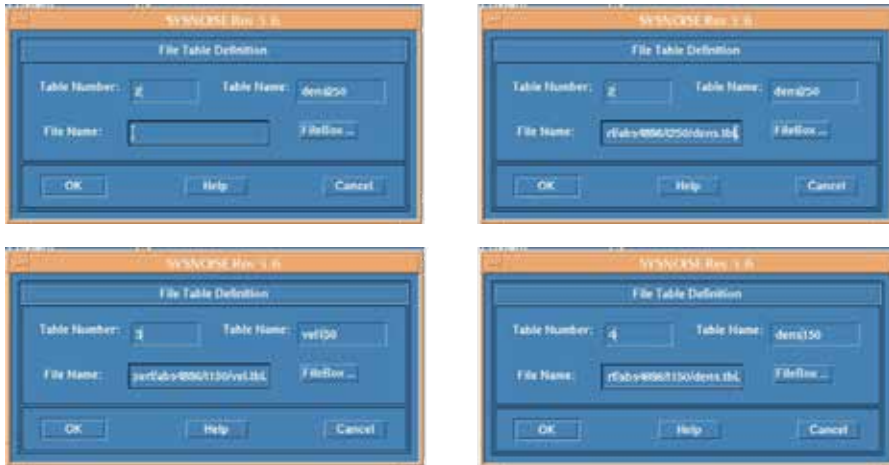 SYSNOISE Rev 5.6
File Table Definition
Table Number: 2 Table Name: dens250
File Name: FileBox ...
OK Help Cancel
SYSNOISE Rev 5.6
File Table Definition
Table Number: 2 Table Name: dens250
File Name: FileBox ...
OK Help Cancel
SYSNOISE Rev 5.6
File Table Definition
Table Number: 3 Table Name: vel150
File Name: FileBox ...
OK Help Cancel
SYSNOISE Rev 5.6
File Table Definition
Table Number: 4 Table Name: dens150
File Name: FileBox ...
OK Help Cancel